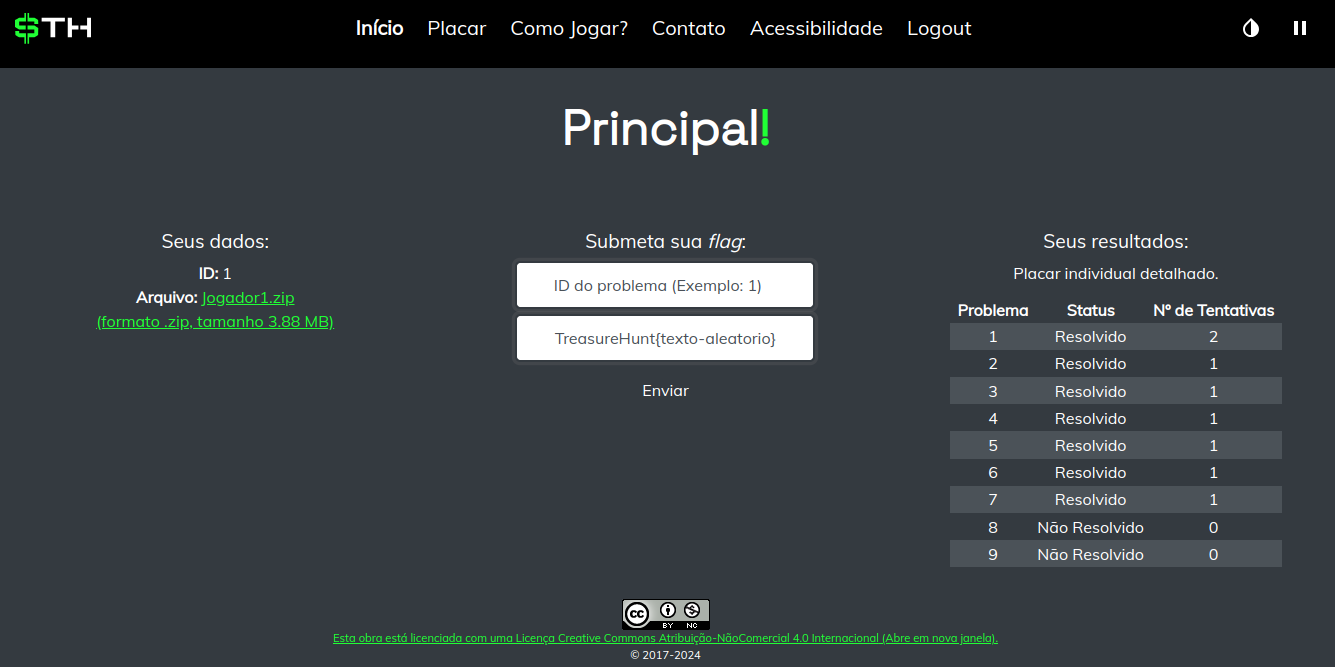 $TH
Início Placar Como Jogar? Contato Acessibilidade Logout
Principal!
Seus dados:
ID: 1
Arquivo: Jogador1.zip
(formato .zip, tamanho 3.88 MB)
Submeta sua flag:
ID do problema (Exemplo: 1)
TreasureHunt{texto-aleatorio}
Enviar
Seus resultados:
Placar individual detalhado.
Problema Status Nº de Tentativas
1 Resolvido 2
2 Resolvido 1
3 Resolvido 1
4 Resolvido 1
5 Resolvido 1
6 Resolvido 1
7 Resolvido 1
8 Não Resolvido 0
9 Não Resolvido 0
cc BY NC
Esta obra está licenciada com uma Licença Creative Commons Atribuição-NãoComercial 4.0 Internacional (Abre em nova janela).
© 2017-2024